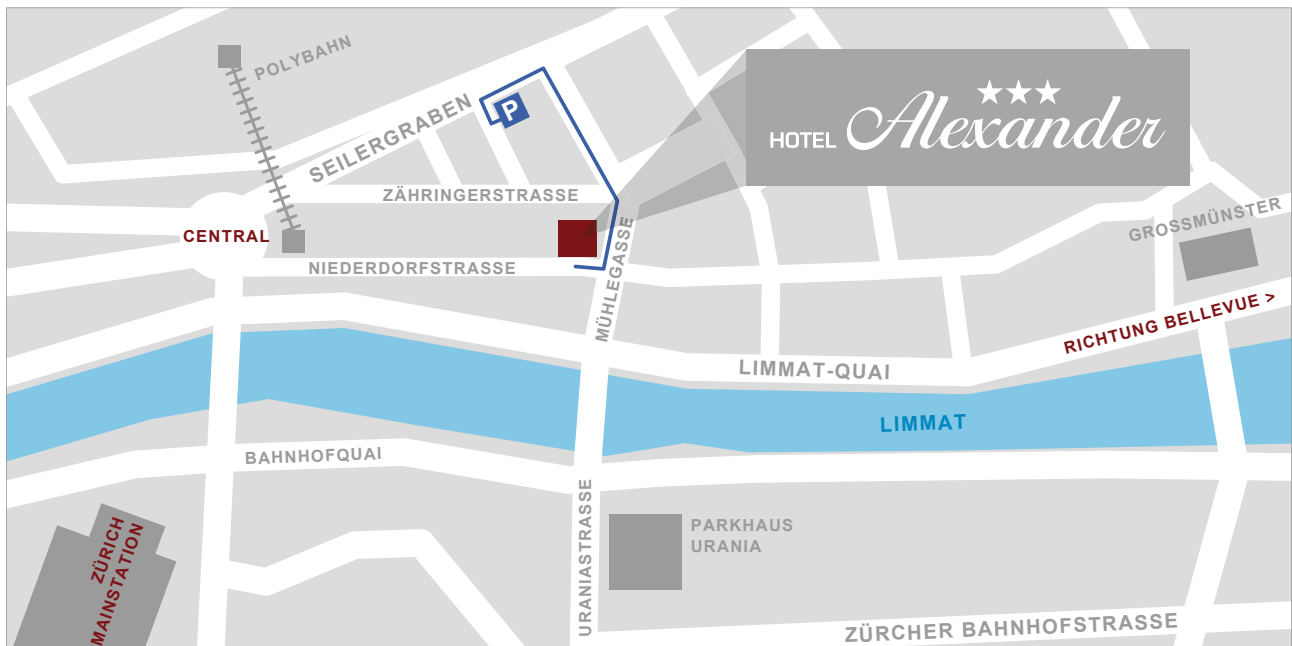 POLYBAHN
SEILERGRABEN
P
HOTEL Alexander
ZÄHRINGERSTRASSE
CENTRAL
NIEDERDORFSTRASSE
MÜHLEGASSE
GROSSMÜNSTER
RICHTUNG BELLEVUE >
LIMMAT-QUAI
LIMMAT
BAHNHOFQUAI
ZÜRICH
MAINSTATION
URANIASTRASSE
PARKHAUS
URANIA
ZÜRCHER BAHNHOFSTRASSE